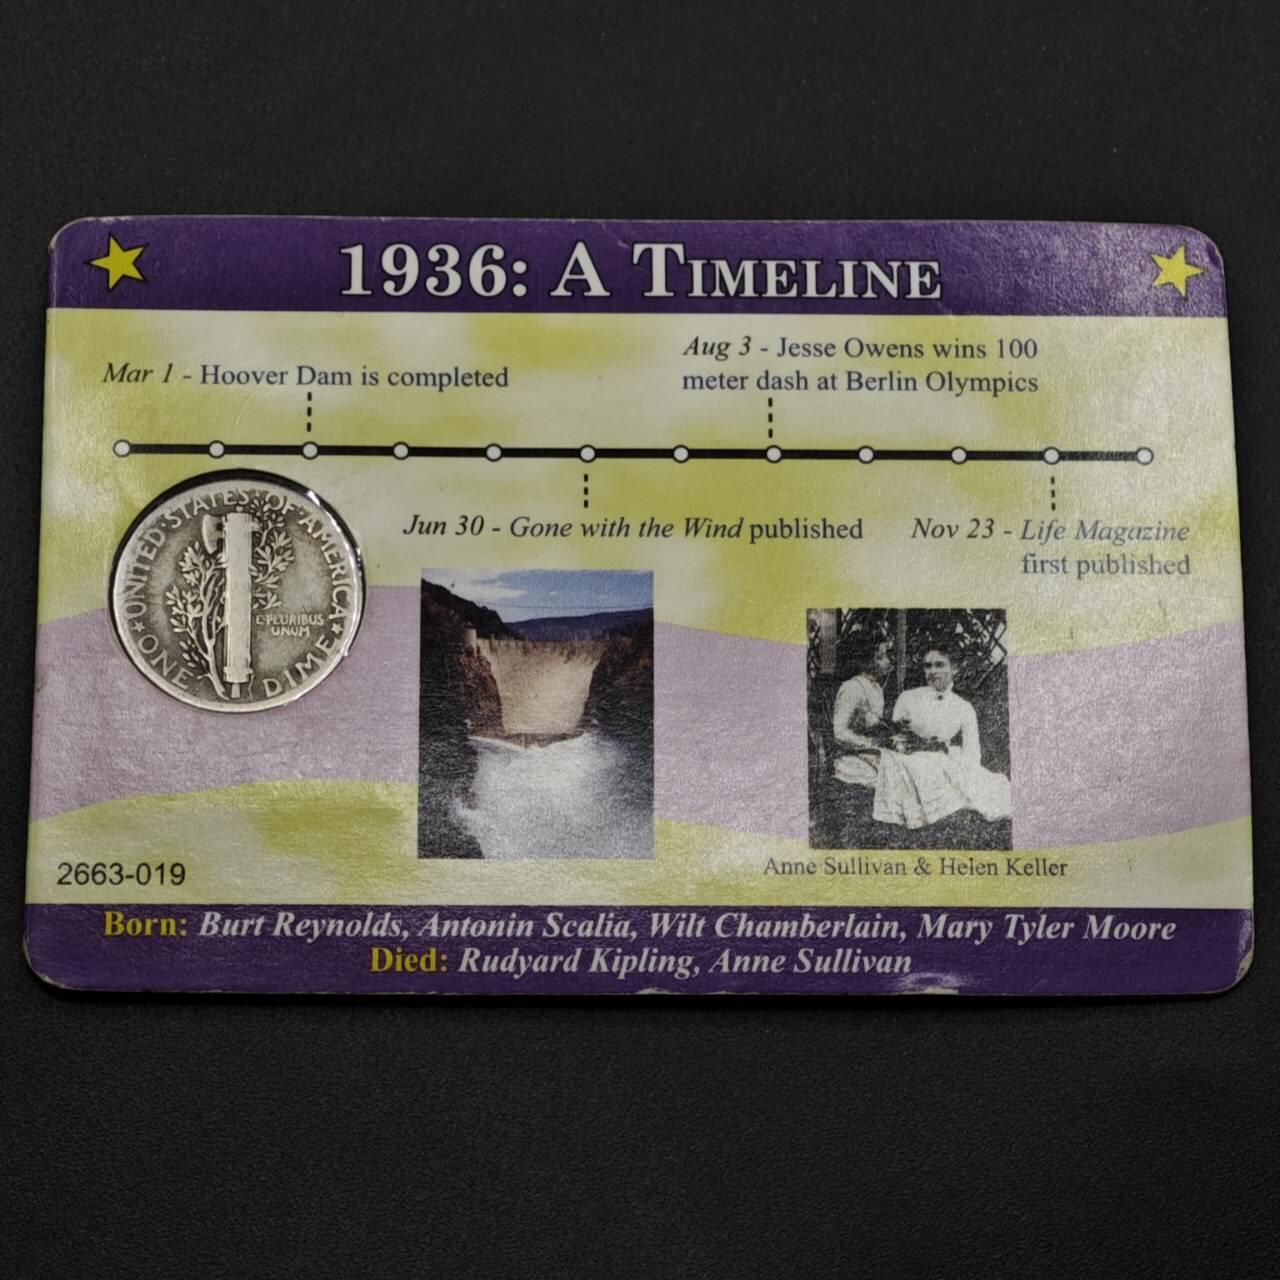 1936: A TIMELINE
Aug 3 - Jesse Owens wins 100
meter dash at Berlin Olympics
Mar 1 - Hoover Dam is completed
Jun 30 - Gone with the Wind published
Nov 23 - Life Magazine
first published
UNITED·STATES·OF·AMERICA
E·PLURIBUS
UNUM
ONE DIME
Anne Sullivan & Helen Keller
2663-019
Born: Burt Reynolds, Antonin Scalia, Wilt Chamberlain, Mary Tyler Moore
Died: Rudyard Kipling, Anne Sullivan